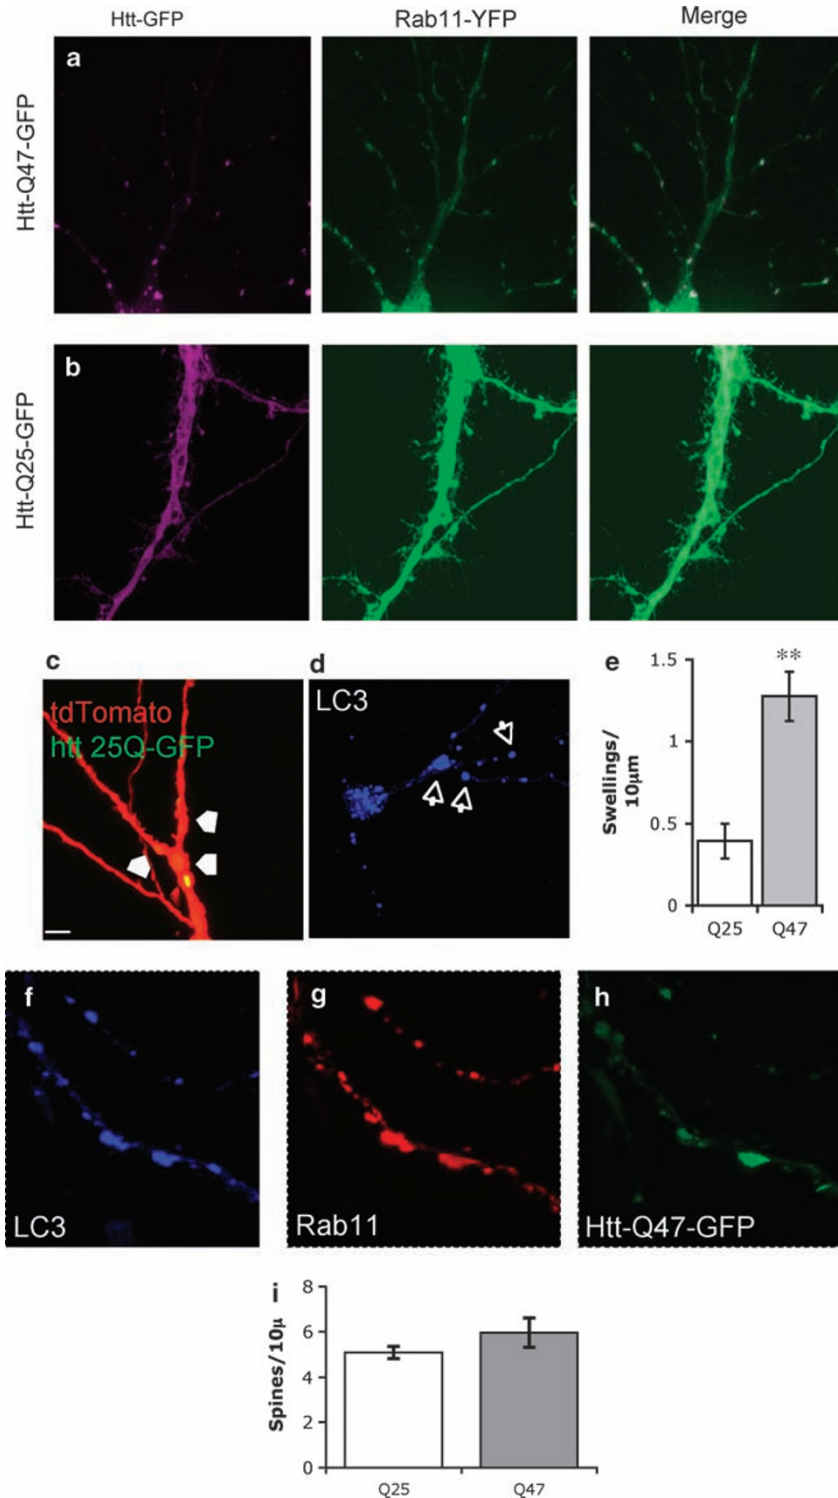 Htt-GFP Rab11-YFP Merge
Htt-Q47-GFP
a
Htt-Q25-GFP
b
c
tdTomato
htt 25Q-GFP
d
LC3
e
**
Swellings/
10µm
1.5
1
0.5
0
Q25 Q47
f
LC3
g
Rab11
h
Htt-Q47-GFP
i
Spines/10µ
8
6
4
2
0
Q25 Q47